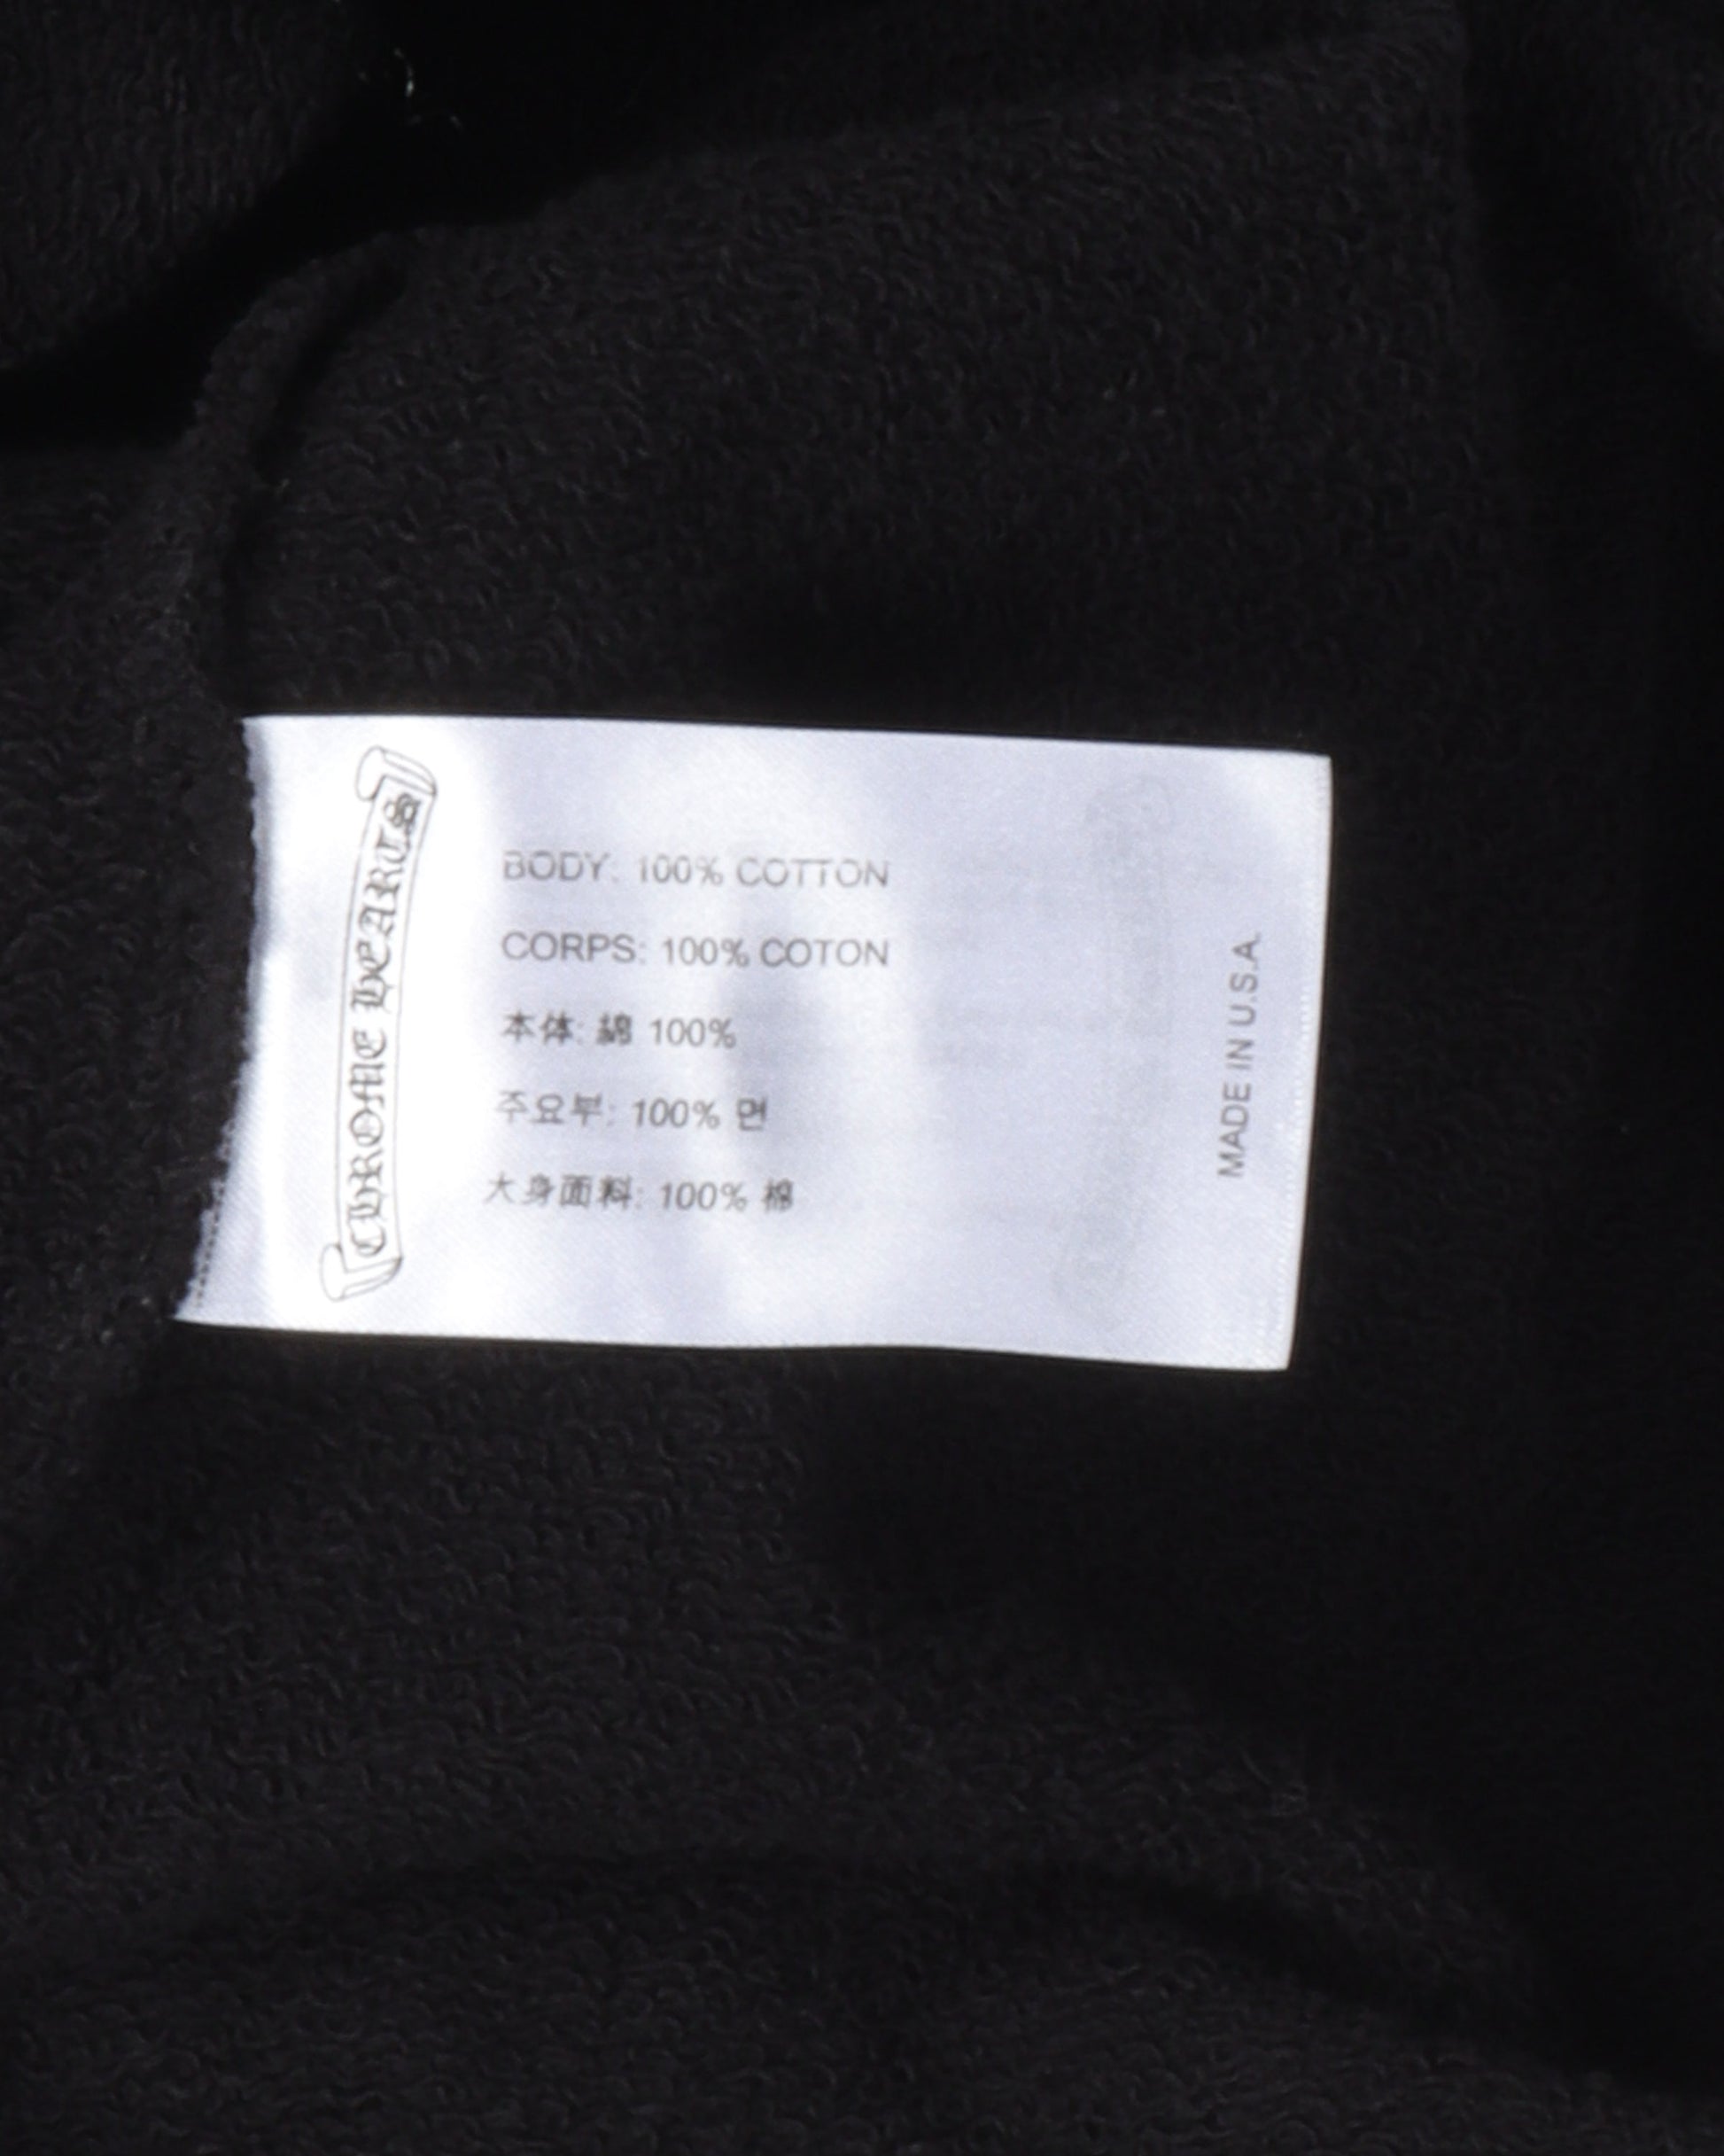 CHROME HEARTS
BODY: 100% COTTON
CORPS: 100% COTON
本体: 綿 100%
주요부: 100% 면
大身面料: 100% 棉
MADE IN U.S.A.